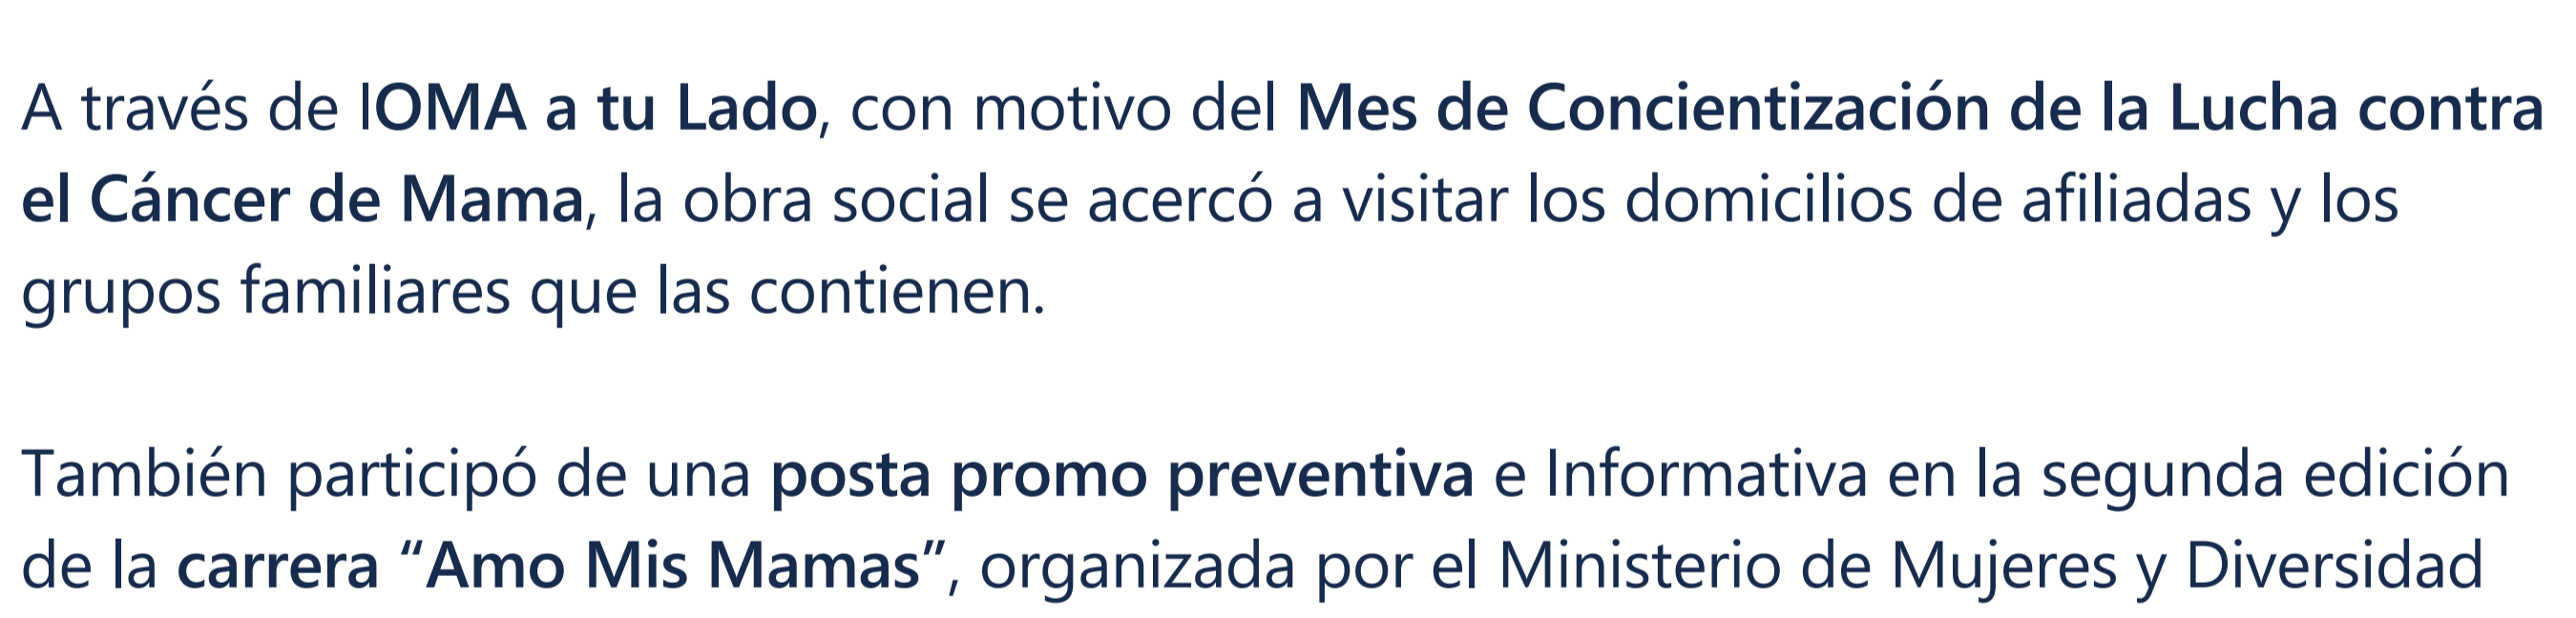 A través de IOMA a tu Lado, con motivo del Mes de Concientización de la Lucha contra
el Cáncer de Mama, la obra social se acercó a visitar los domicilios de afiliadas y los
grupos familiares que las contienen.
También participó de una posta promo preventiva e Informativa en la segunda edición
de la carrera “Amo Mis Mamas”, organizada por el Ministerio de Mujeres y Diversidad